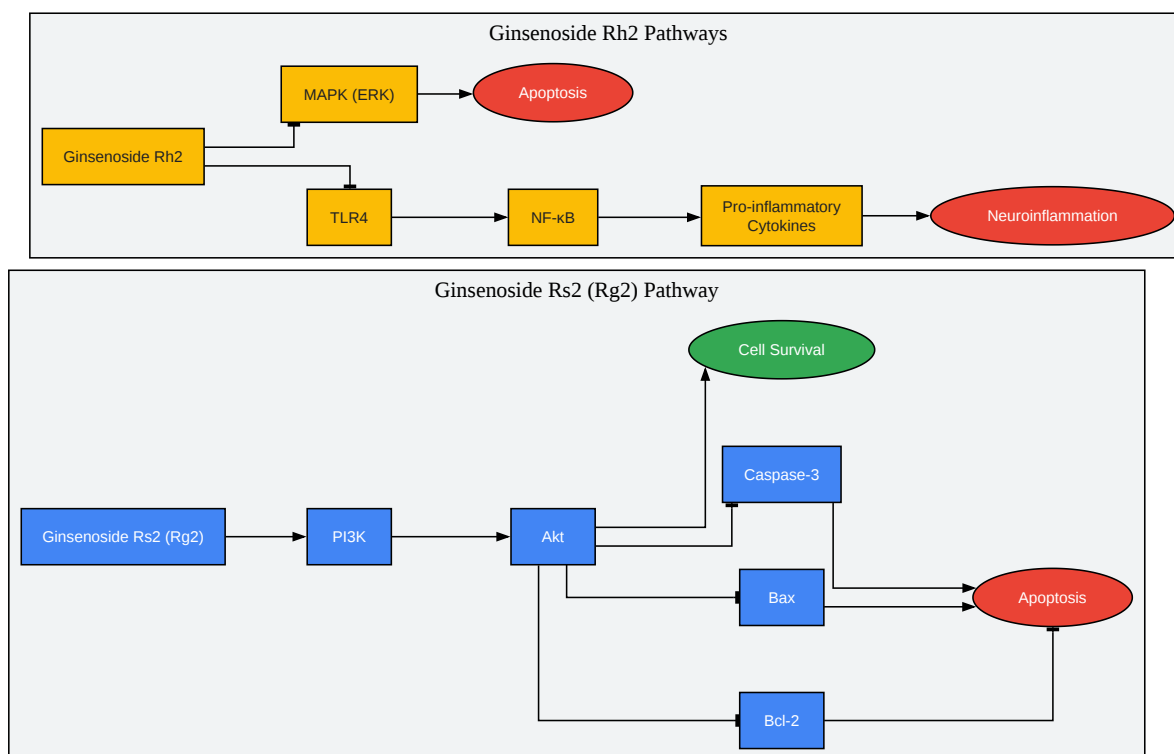 Ginsenoside Rh2 Pathways
MAPK (ERK)
Apoptosis
Ginsenoside Rh2
TLR4
NF-κB
Pro-inflammatory
Cytokines
Neuroinflammation
Ginsenoside Rs2 (Rg2) Pathway
Cell Survival
Caspase-3
Ginsenoside Rs2 (Rg2)
PI3K
Akt
Bax
Apoptosis
Bcl-2